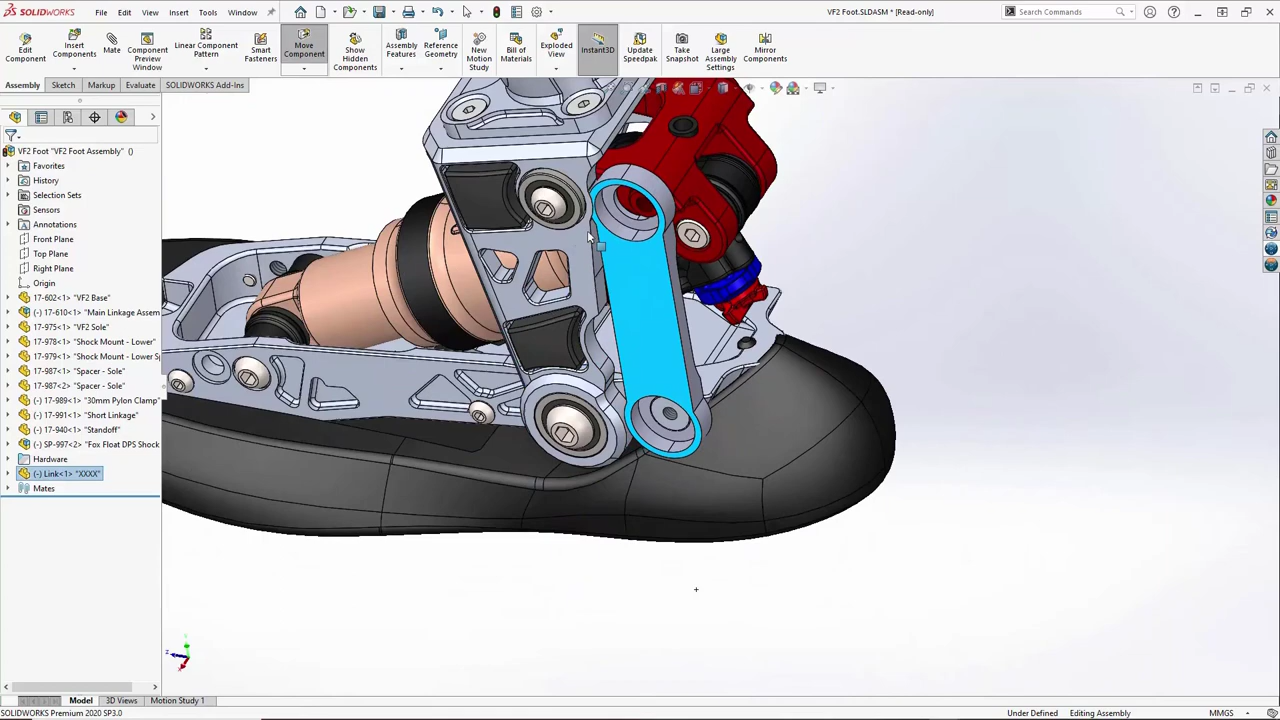 SOLIDWORKS
File
Edit
View
Insert
Tools
Window
VF2 Foot.SLDASM * [Read-only]
Search Commands
Edit Component
Insert Components
Mate
Component Preview Window
Linear Component Pattern
Smart Fasteners
Move Component
Show Hidden Components
Assembly Features
Reference Geometry
New Motion Study
Bill of Materials
Exploded View
Instant3D
Update Speedpak
Take Snapshot
Large Assembly Settings
Mirror Components
Assembly
Sketch
Markup
Evaluate
SOLIDWORKS Add-Ins
VF2 Foot "VF2 Foot Assembly" ()
Favorites
History
Selection Sets
Sensors
Annotations
Front Plane
Top Plane
Right Plane
Origin
17-602<1> "VF2 Base"
(-) 17-610<1> "Main Linkage Assem
17-975<1> "VF2 Sole"
17-978<1> "Shock Mount - Lower"
17-979<1> "Shock Mount - Lower Sp
17-987<1> "Spacer - Sole"
17-987<2> "Spacer - Sole"
17-989<1> "30mm Pylon Clamp"
17-991<1> "Short Linkage"
17-940<1> "Standoff"
(-) SP-997<2> "Fox Float DPS Shock
Hardware
(-) Link<1> "XXXX"
Mates
Y
Z
X
Model
3D Views
Motion Study 1
SOLIDWORKS Premium 2020 SP3.0
Under Defined
Editing Assembly
MMGS